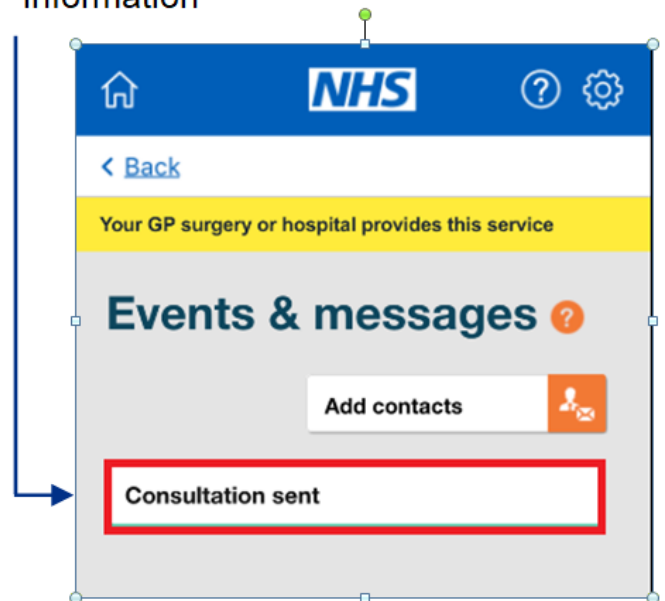 information
NHS
?
Back
Your GP surgery or hospital provides this service
Events & messages ?
Add contacts
Consultation sent